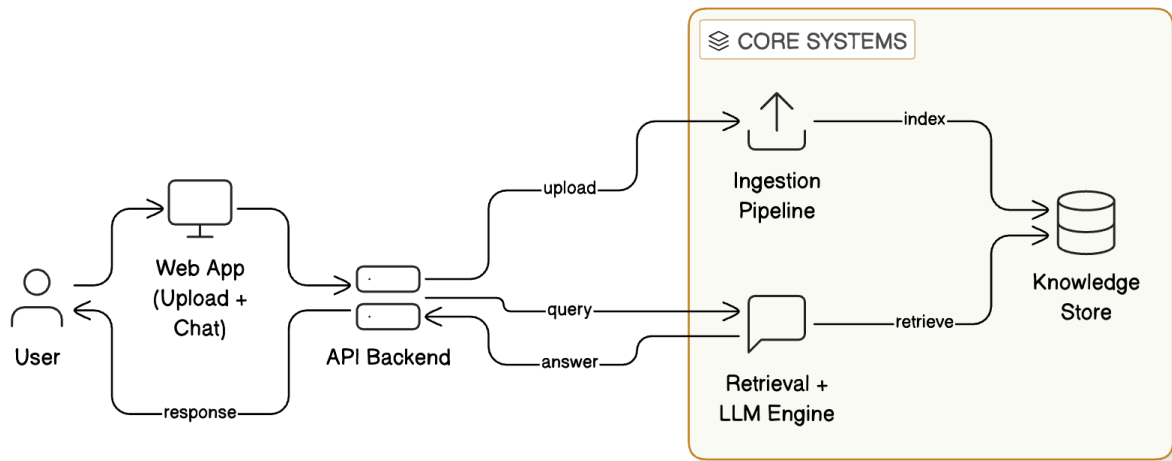 CORE SYSTEMS
index
upload
Ingestion
Pipeline
Web App
(Upload +
Chat)
Knowledge
Store
query
retrieve
User
API Backend
answer
Retrieval +
LLM Engine
response